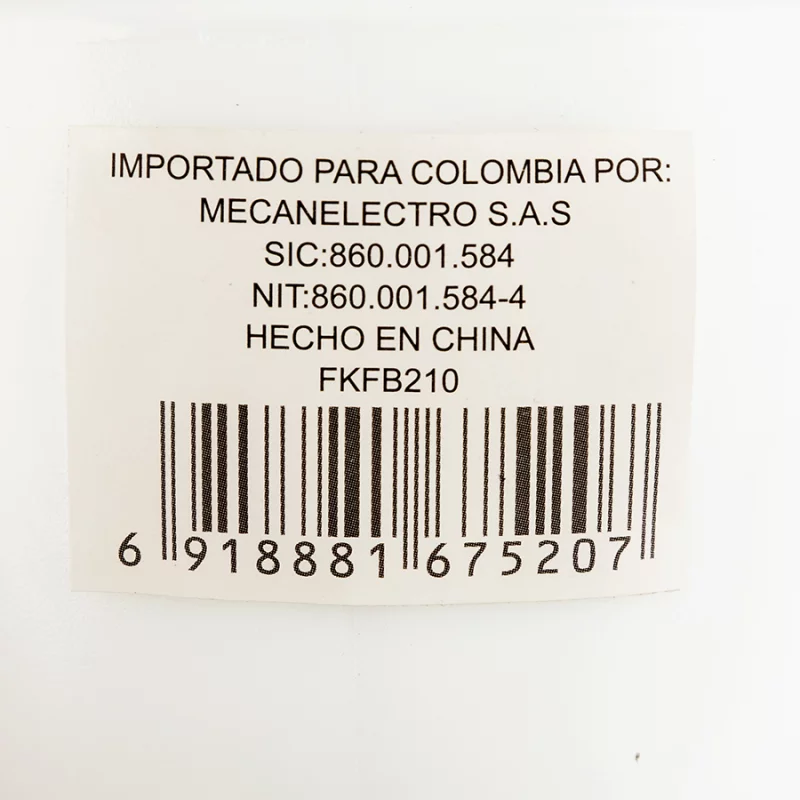 IMPORTADO PARA COLOMBIA POR:
MECANELECTRO S.A.S
SIC:860.001.584
NIT:860.001.584-4
HECHO EN CHINA
FKFB210
6 918881 675207